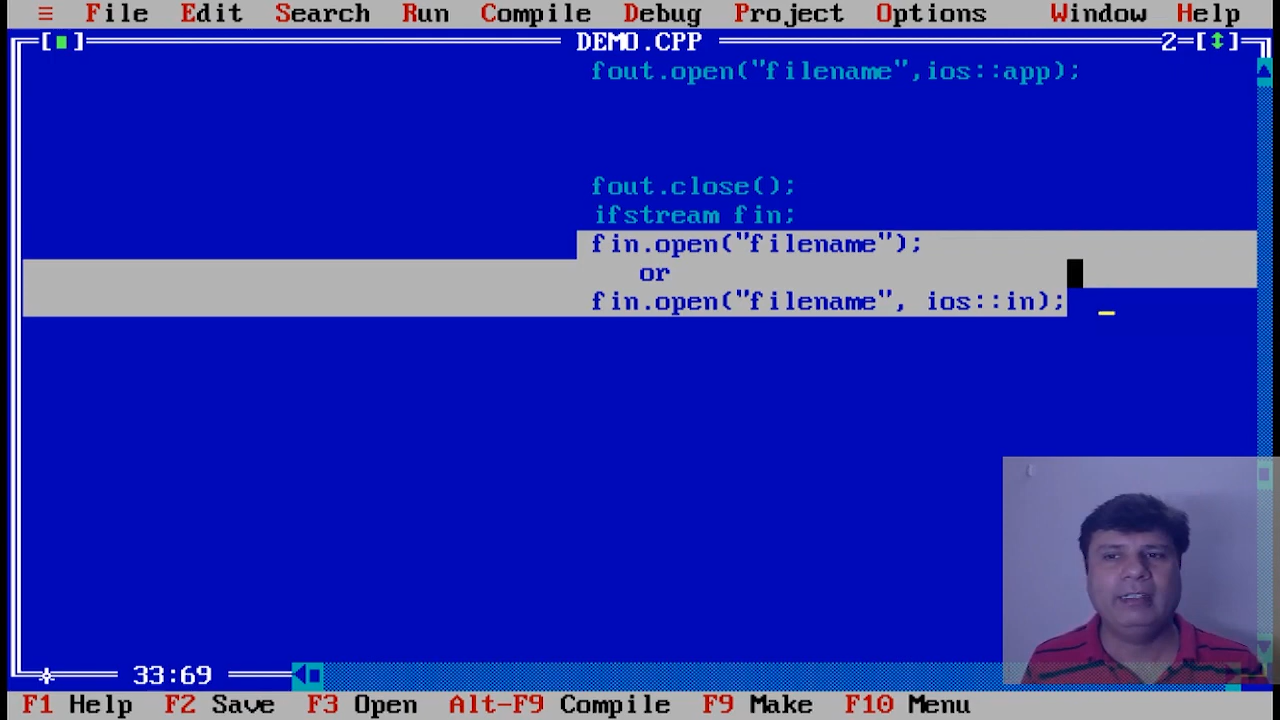 ≡ File Edit Search Run Compile Debug Project Options Window Help
[■] DEMO.CPP 2=[↕]
fout.open("filename",ios::app);
fout.close();
ifstream fin;
fin.open("filename");
or
fin.open("filename", ios::in);
33:69
F1 Help F2 Save F3 Open Alt-F9 Compile F9 Make F10 Menu